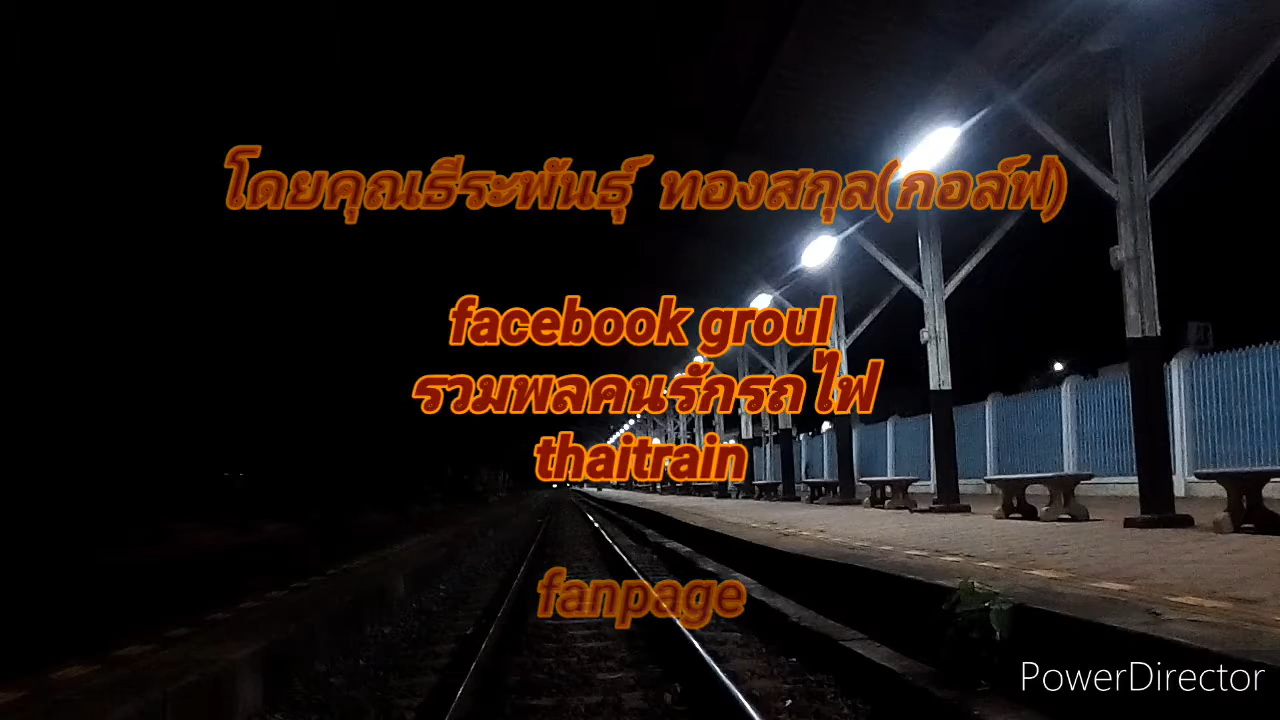 โดยคุณธีระพันธุ์ ทองสกุล(กอล์ฟ)
facebook groul
รวมพลคนรักรถไฟ
thaitrain
fanpage
PowerDirector